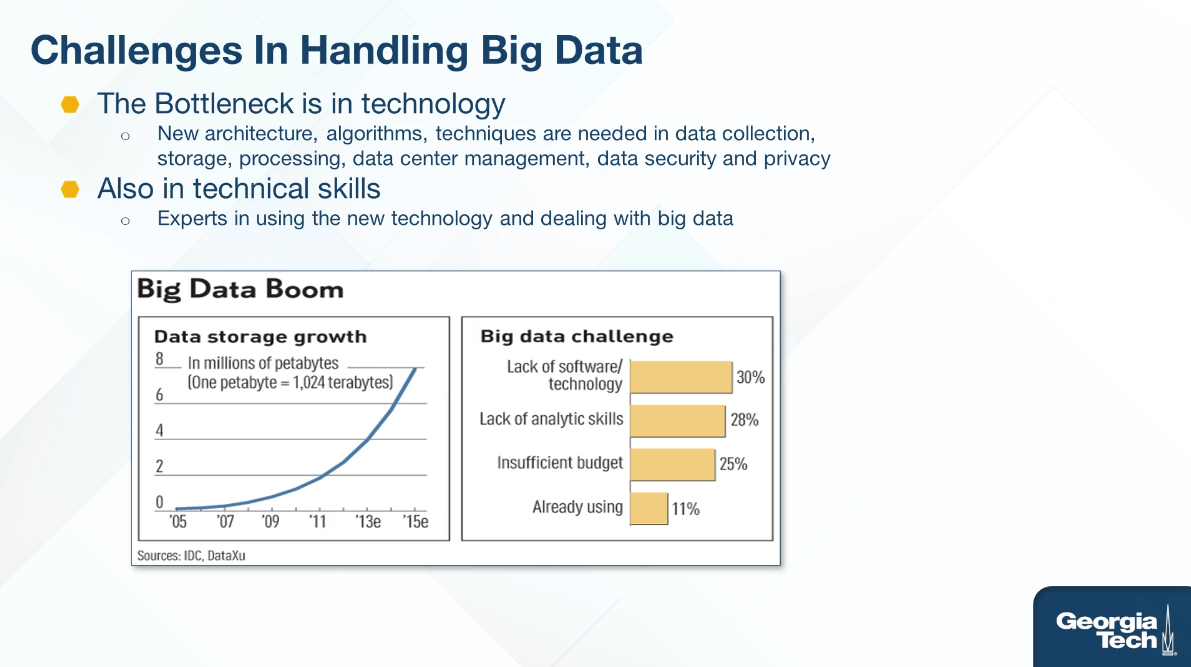 Challenges In Handling Big Data
The Bottleneck is in technology
New architecture, algorithms, techniques are needed in data collection,
storage, processing, data center management, data security and privacy
Also in technical skills
Experts in using the new technology and dealing with big data
Big Data Boom
Data storage growth
8
In millions of petabytes
(One petabyte = 1,024 terabytes)
6
4
2
0
'05 '07 '09 '11 '13e '15e
Big data challenge
Lack of software/
technology
30%
Lack of analytic skills
28%
Insufficient budget
25%
Already using
11%
Sources: IDC, DataXu
Georgia
Tech